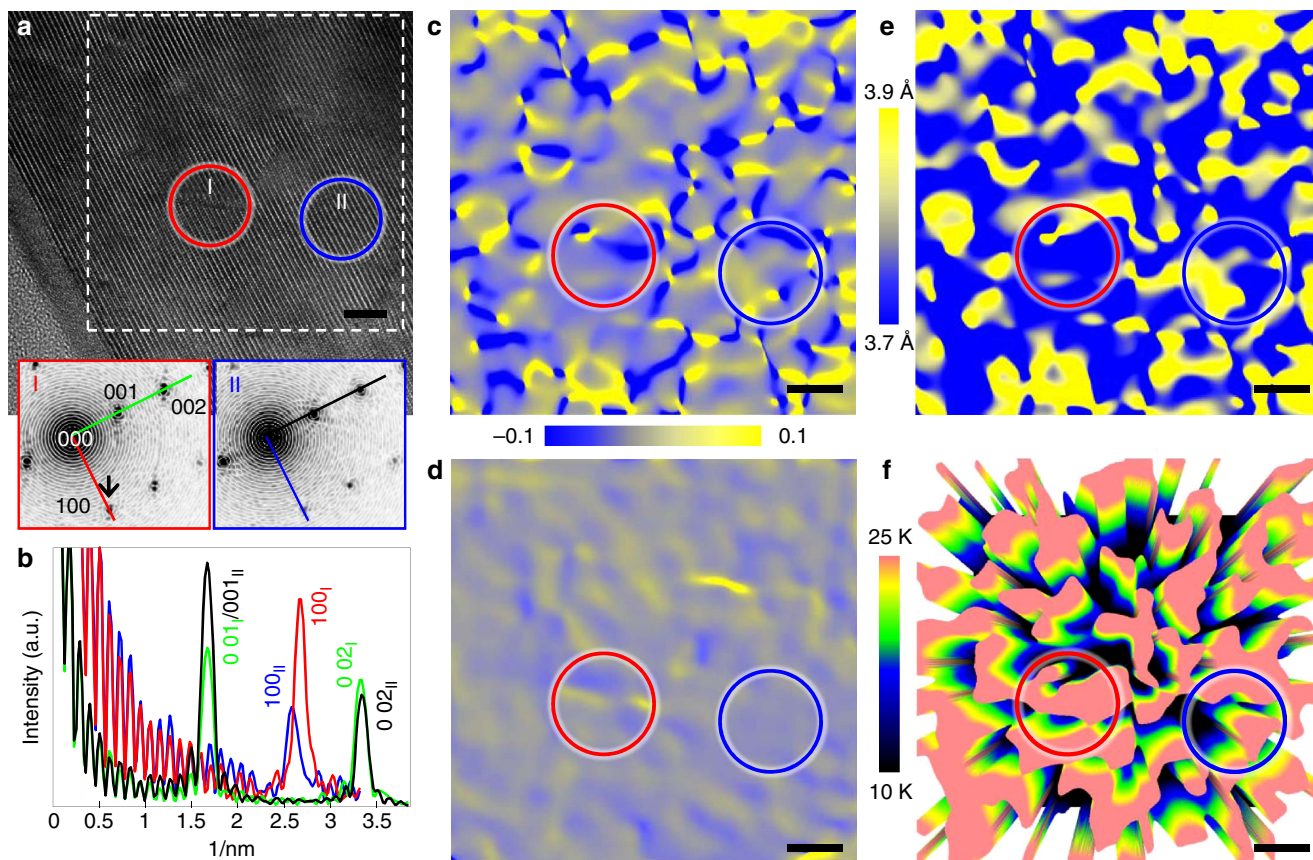 a
I
II
I
001
002
000
100
II
b
Intensity (a.u.)
0 01I/001II
100I
100II
0 02I
0 02II
0 0.5 1 1.5 2 2.5 3 3.5
1/nm
c
–0.1 0.1
d
e
3.9 Å
3.7 Å
f
25 K
10 K